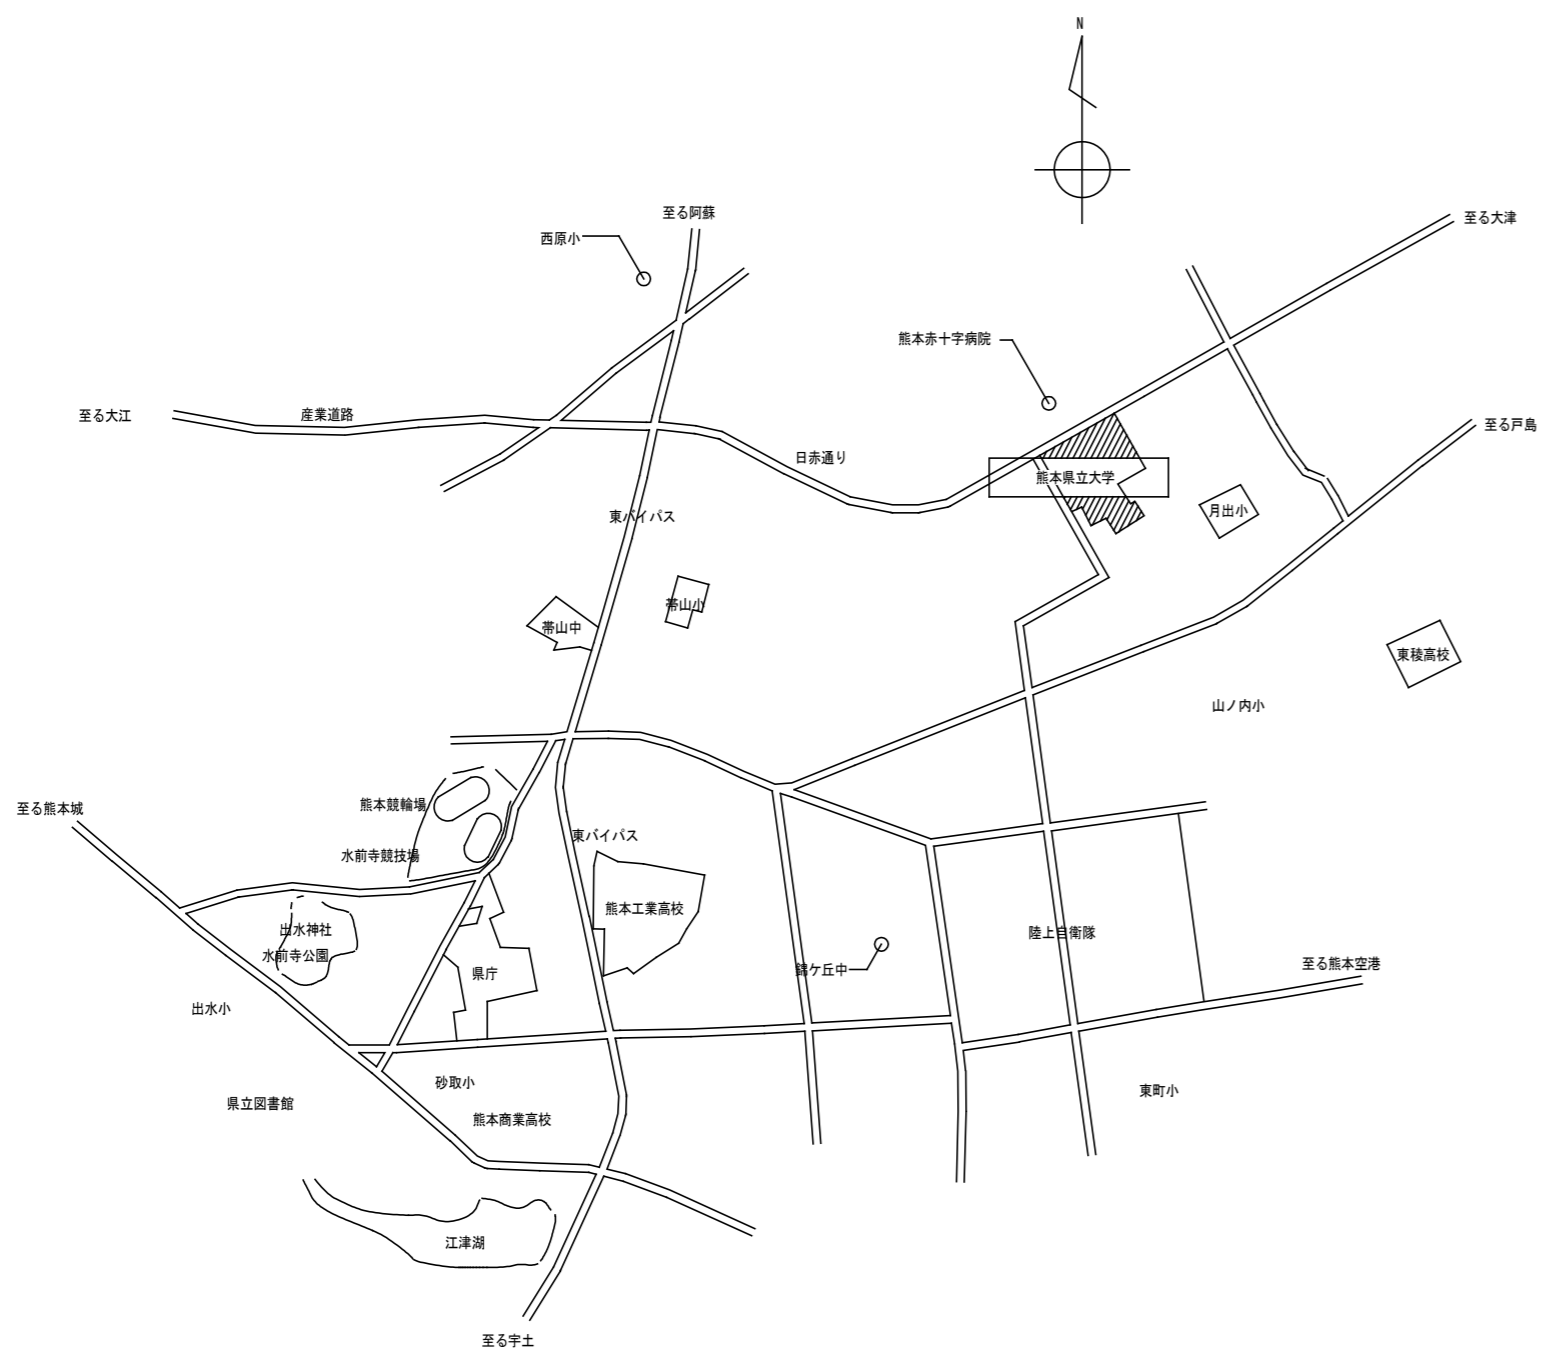 N
至る阿蘇
至る大津
西原小
熊本赤十字病院
至る大江
産業道路
至る戸島
日赤通り
熊本県立大学
月出小
東バイパス
帯山小
帯山中
東稜高校
山ノ内小
熊本競輪場
至る熊本城
東バイパス
水前寺競技場
熊本工業高校
出水神社
陸上自衛隊
水前寺公園
至る熊本空港
県庁
錦ケ丘中
出水小
砂取小
東町小
県立図書館
熊本商業高校
江津湖
至る宇土